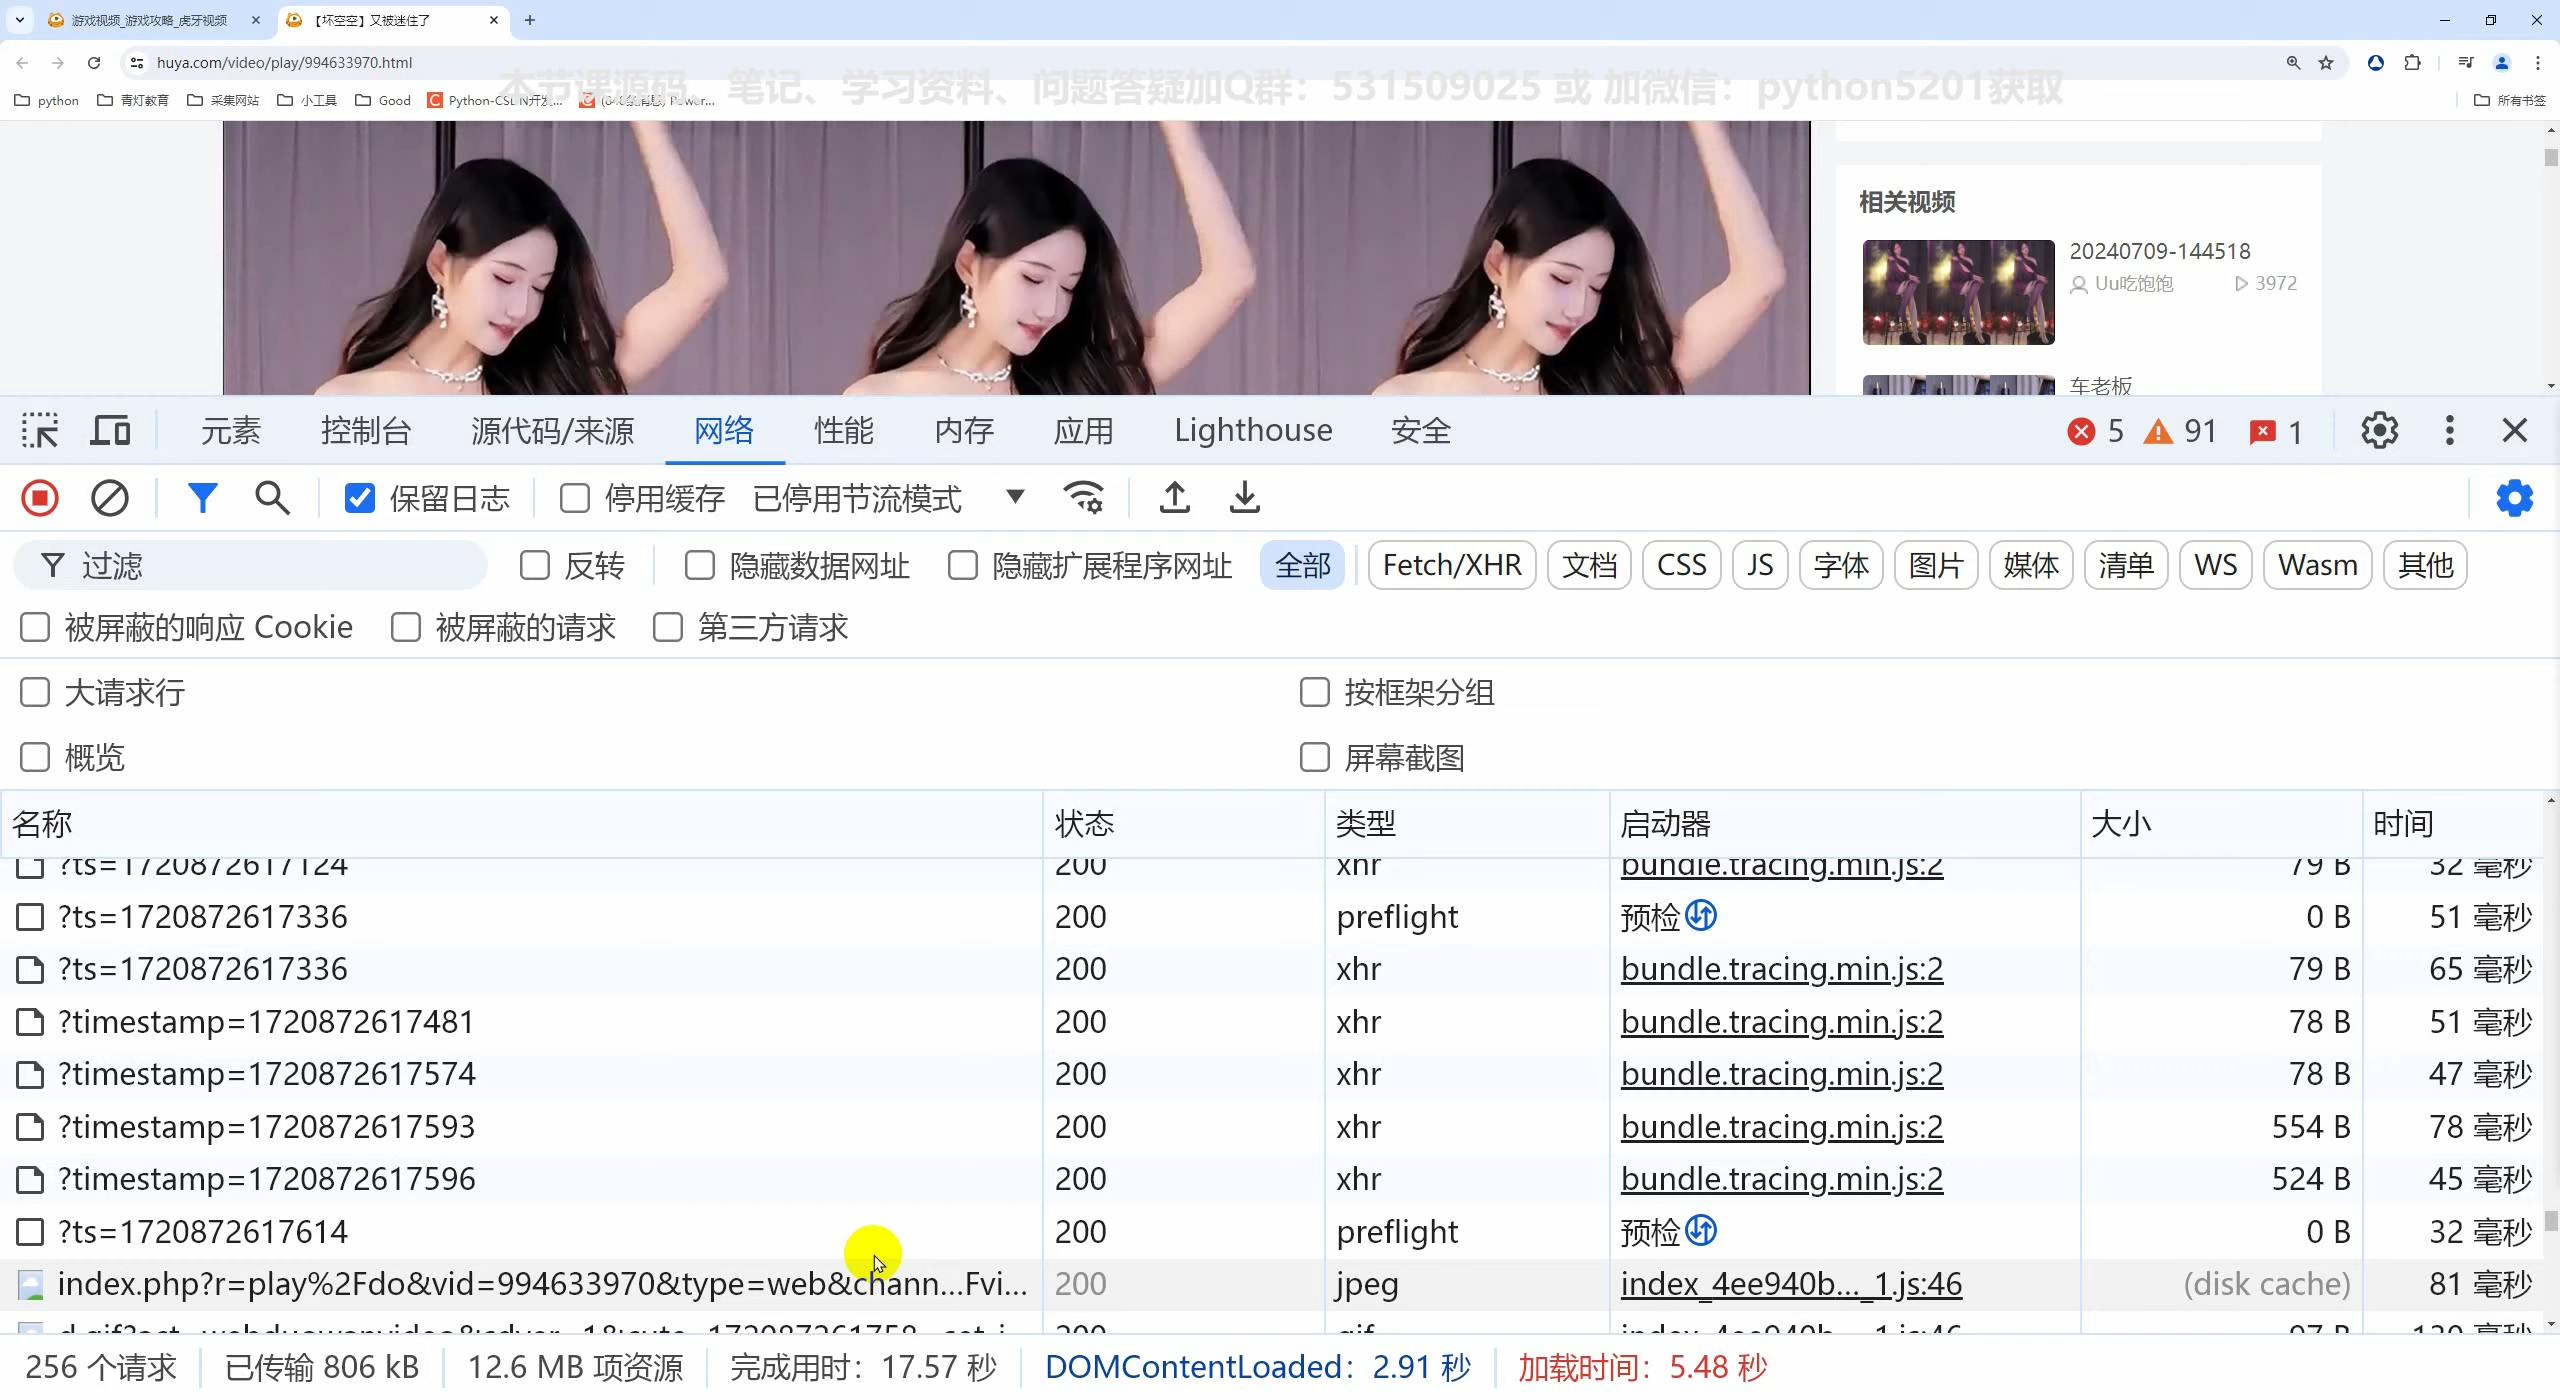 游戏视频_游戏攻略_虎牙视频
【坏空空】又被迷住了
huya.com/video/play/994633970.html
本节课源码、笔记、学习资料、问题答疑加Q群：531509025 或 加微信：python5201获取
python 青灯教育 采集网站 小工具 Good 所有书签
相关视频
20240709-144518
Uu吃饱饱 3972
车老板
元素 控制台 源代码/来源 网络 性能 内存 应用 Lighthouse 安全 5 91 1
保留日志 停用缓存 已停用节流模式
过滤 反转 隐藏数据网址 隐藏扩展程序网址 全部 Fetch/XHR 文档 CSS JS 字体 图片 媒体 清单 WS Wasm 其他
被屏蔽的响应 Cookie 被屏蔽的请求 第三方请求
大请求行 按框架分组
概览 屏幕截图
名称 状态 类型 启动器 大小 时间
?ts=1720872617124 200 xhr bundle.tracing.min.js:2 79 B 32 毫秒
?ts=1720872617336 200 preflight 预检 0 B 51 毫秒
?ts=1720872617336 200 xhr bundle.tracing.min.js:2 79 B 65 毫秒
?timestamp=1720872617481 200 xhr bundle.tracing.min.js:2 78 B 51 毫秒
?timestamp=1720872617574 200 xhr bundle.tracing.min.js:2 78 B 47 毫秒
?timestamp=1720872617593 200 xhr bundle.tracing.min.js:2 554 B 78 毫秒
?timestamp=1720872617596 200 xhr bundle.tracing.min.js:2 524 B 45 毫秒
?ts=1720872617614 200 preflight 预检 0 B 32 毫秒
index.php?r=play%2Fdo&vid=994633970&type=web&chann...Fvi... 200 jpeg index_4ee940b..._1.js:46 (disk cache) 81 毫秒
256 个请求 已传输 806 kB 12.6 MB 项资源 完成用时：17.57 秒 DOMContentLoaded：2.91 秒 加载时间：5.48 秒